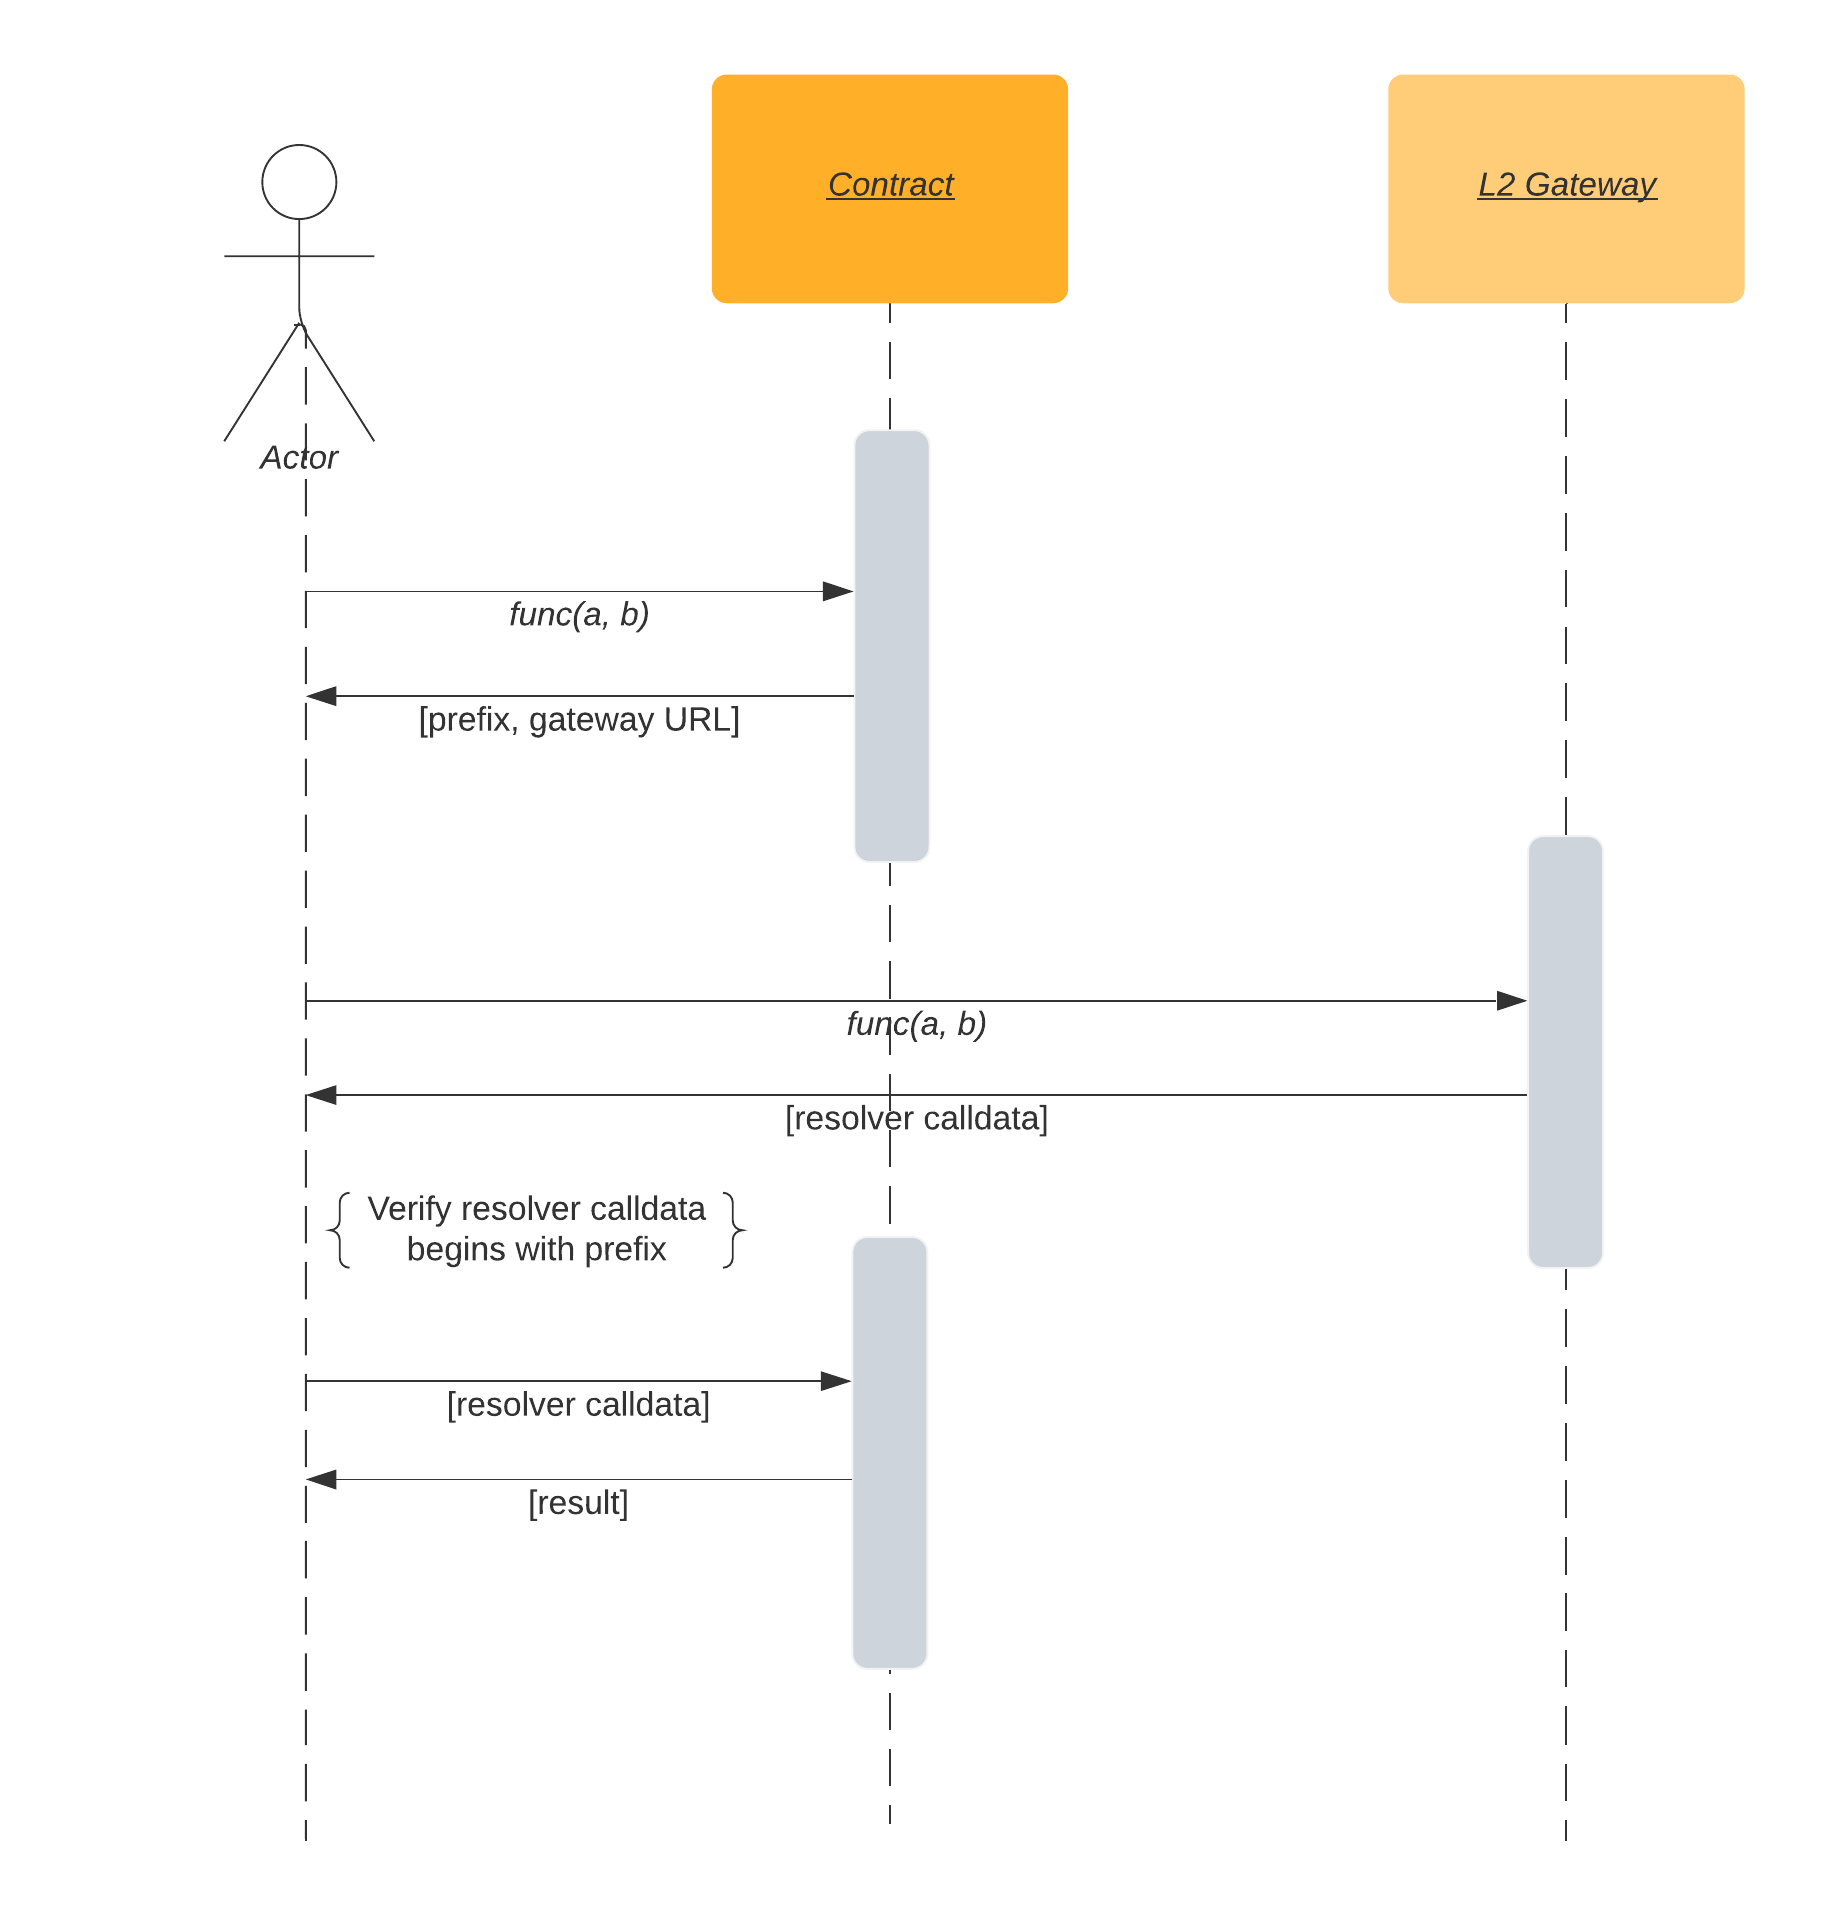 Contract
L2 Gateway
Actor
func(a, b)
[prefix, gateway URL]
func(a, b)
[resolver calldata]
Verify resolver calldata
begins with prefix
[resolver calldata]
[result]